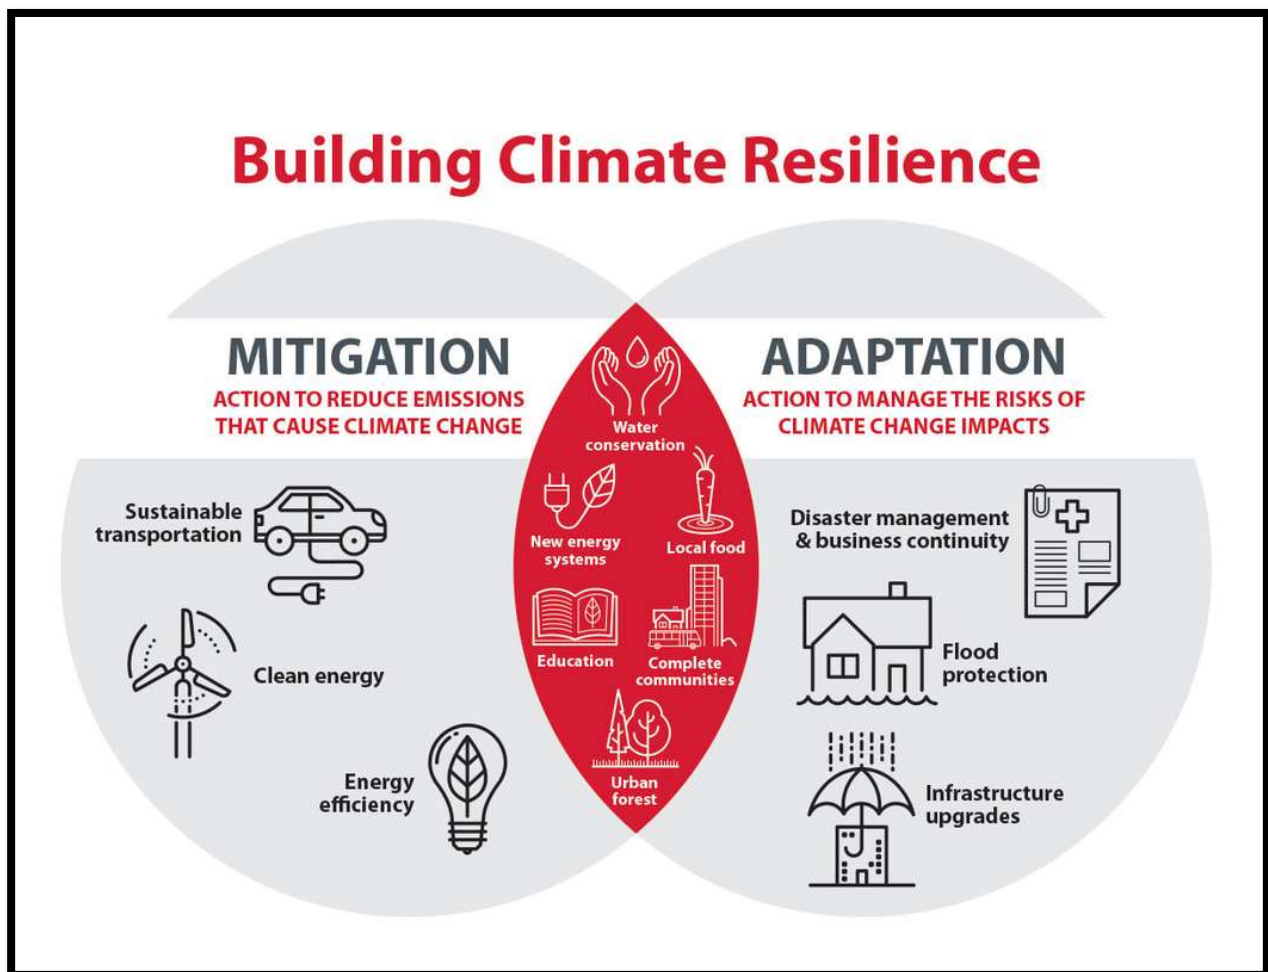 Building Climate Resilience
MITIGATION
ACTION TO REDUCE EMISSIONS
THAT CAUSE CLIMATE CHANGE
Sustainable
transportation
Clean energy
Energy
efficiency
Water
conservation
New energy
systems
Local food
Education
Complete
communities
Urban
forest
ADAPTATION
ACTION TO MANAGE THE RISKS OF
CLIMATE CHANGE IMPACTS
Disaster management
& business continuity
Flood
protection
Infrastructure
upgrades